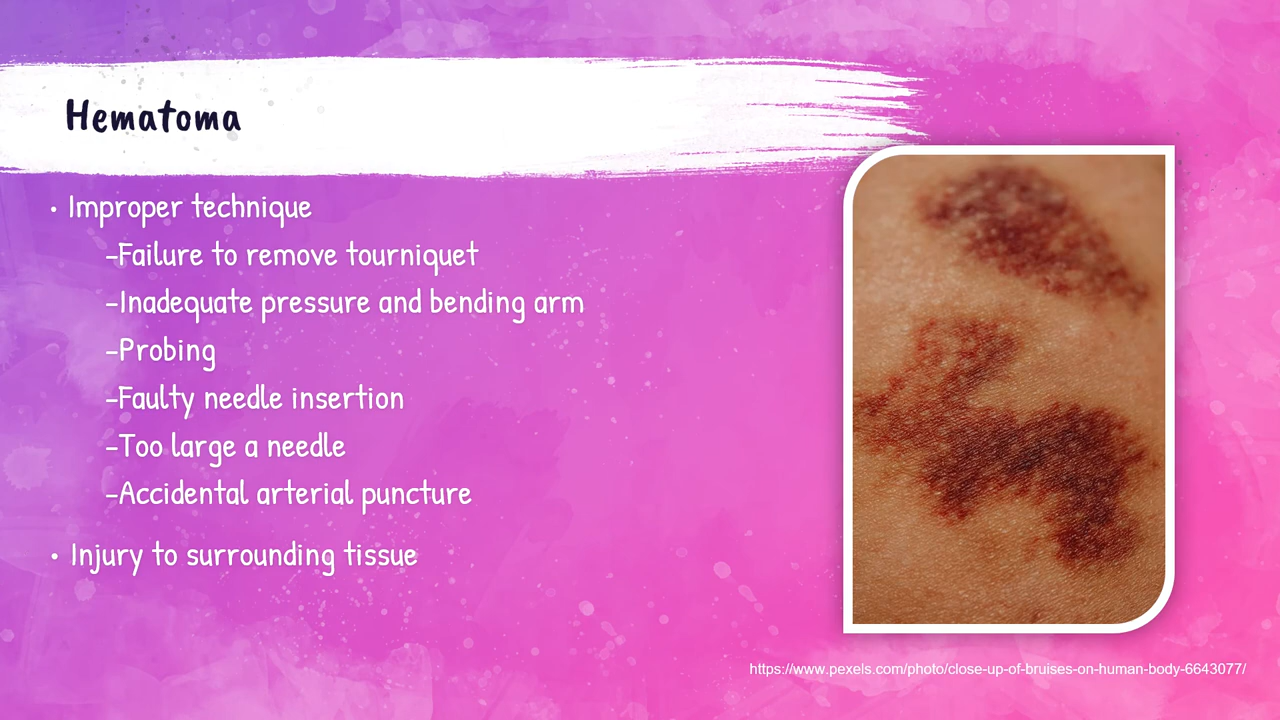 Hematoma
• Improper technique
–Failure to remove tourniquet
–Inadequate pressure and bending arm
–Probing
–Faulty needle insertion
–Too large a needle
–Accidental arterial puncture
• Injury to surrounding tissue
https://www.pexels.com/photo/close-up-of-bruises-on-human-body-6643077/